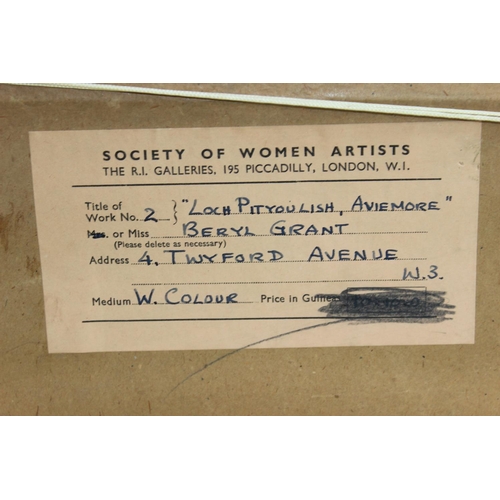 SOCIETY OF WOMEN ARTISTS
THE R.I. GALLERIES, 195 PICCADILLY, LONDON, W.I.
Title of
Work No. 2 } "LOCH PITYOULISH, AVIEMORE"
Mrs. or Miss BERYL GRANT
(Please delete as necessary)
Address 4, TWYFORD AVENUE
W.3.
Medium W. COLOUR Price in Guineas